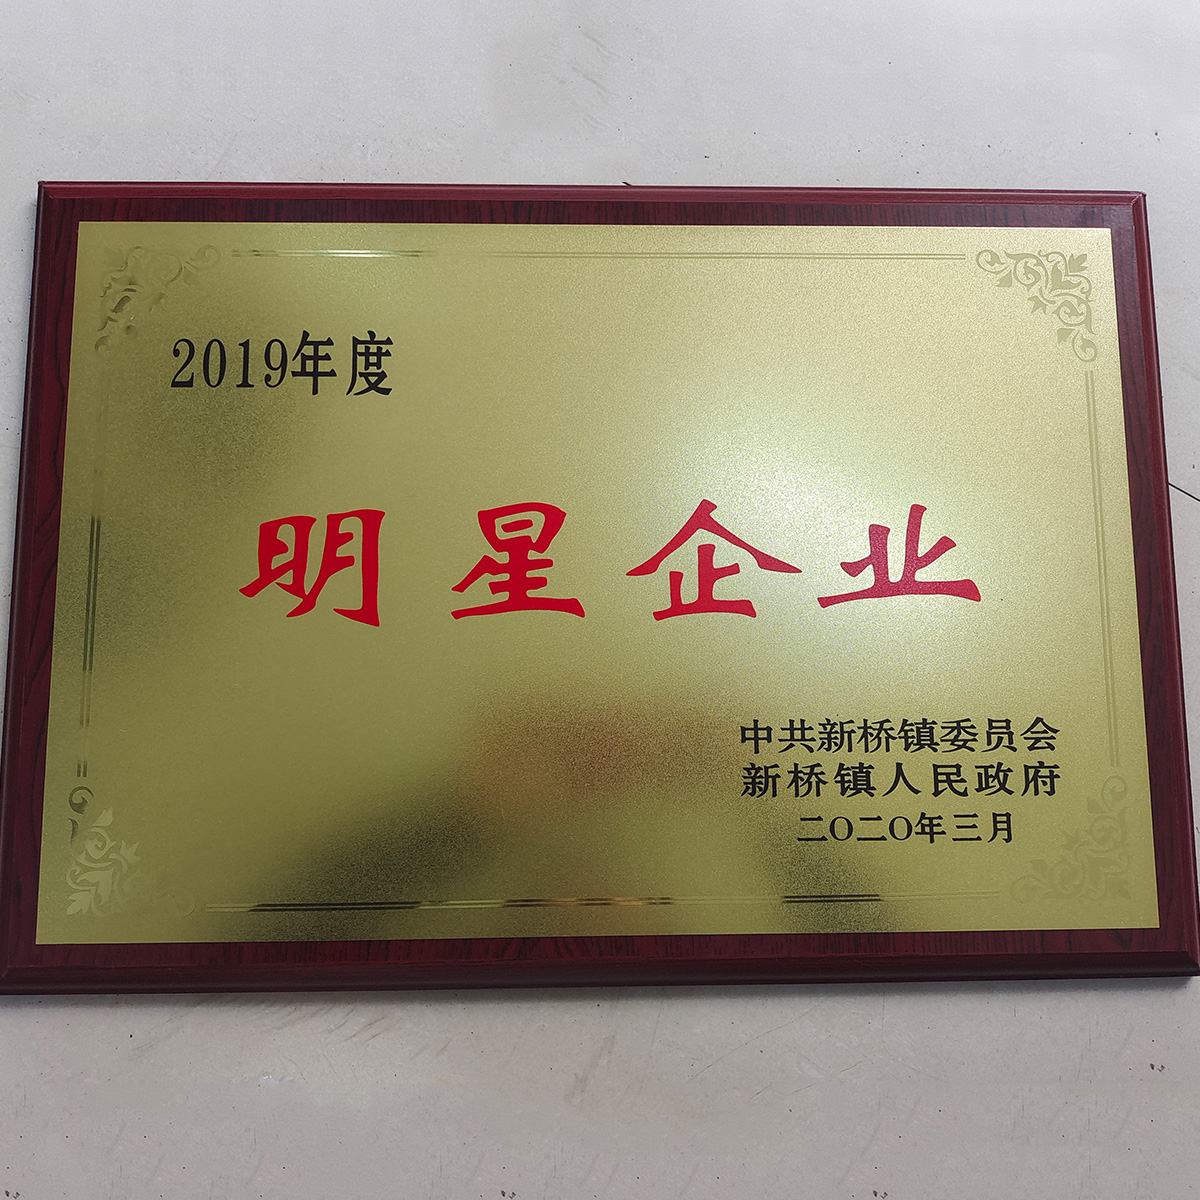 2019年度
明星企业
中共新桥镇委员会
新桥镇人民政府
二〇二〇年三月